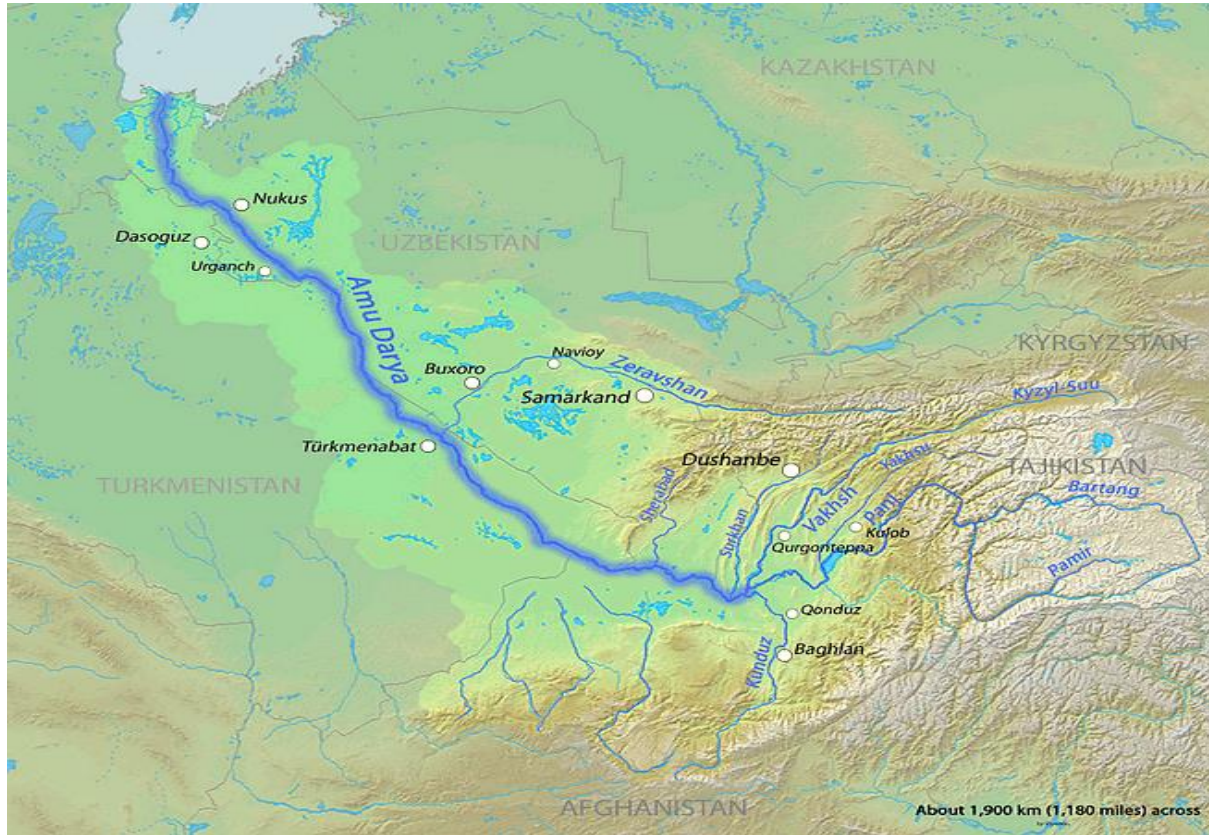 KAZAKHSTAN
Nukus
Dasoguz
UZBEKISTAN
Urganch
Amu Darya
KYRGYZSTAN
Navioy
Buxoro
Zeravshan
Kyzyl-Suu
Samarkand
Türkmenabat
Dushanbe
Yakhsu
TAJIKISTAN
TURKMENISTAN
Sherabad
Vakhsh
Panj
Bartang
Surkhan
Kulob
Qurgonteppa
Pamir
Qonduz
Kunduz
Baghlan
AFGHANISTAN
About 1,900 km (1,180 miles) across